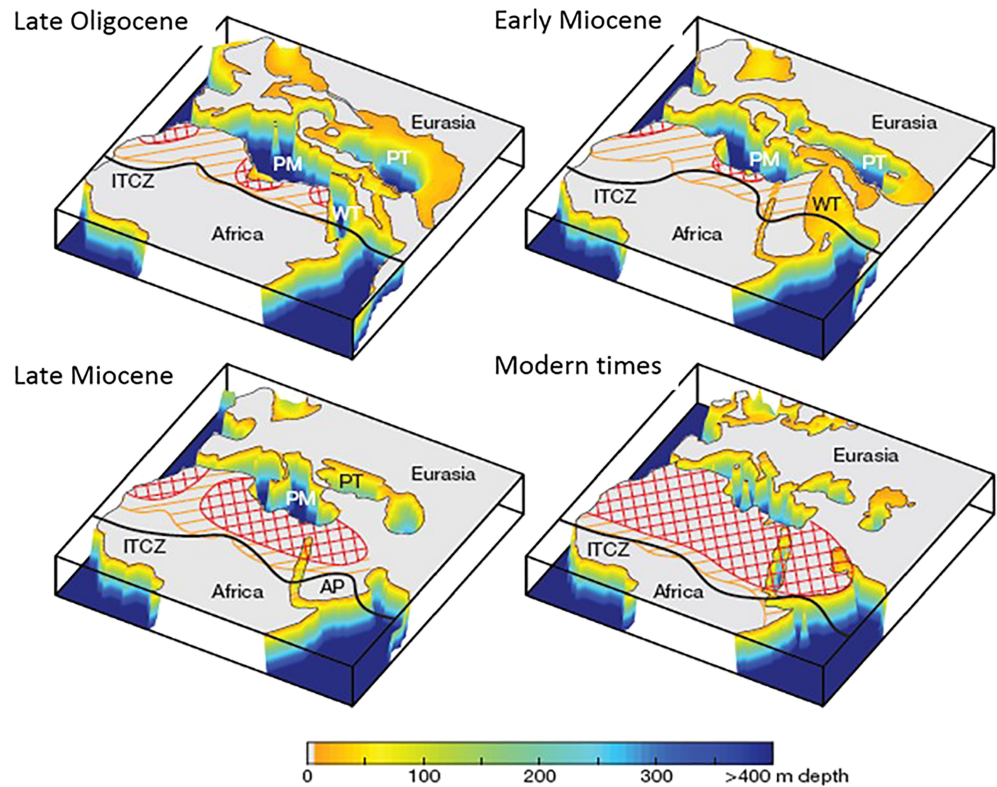 Late Oligocene
Eurasia
PT
PM
ITCZ
WT
Africa
Early Miocene
Eurasia
PM
PT
ITCZ
WT
Africa
Late Miocene
Eurasia
PT
PM
ITCZ
AP
Africa
Modern times
Eurasia
ITCZ
Africa
0 100 200 300 >400 m depth